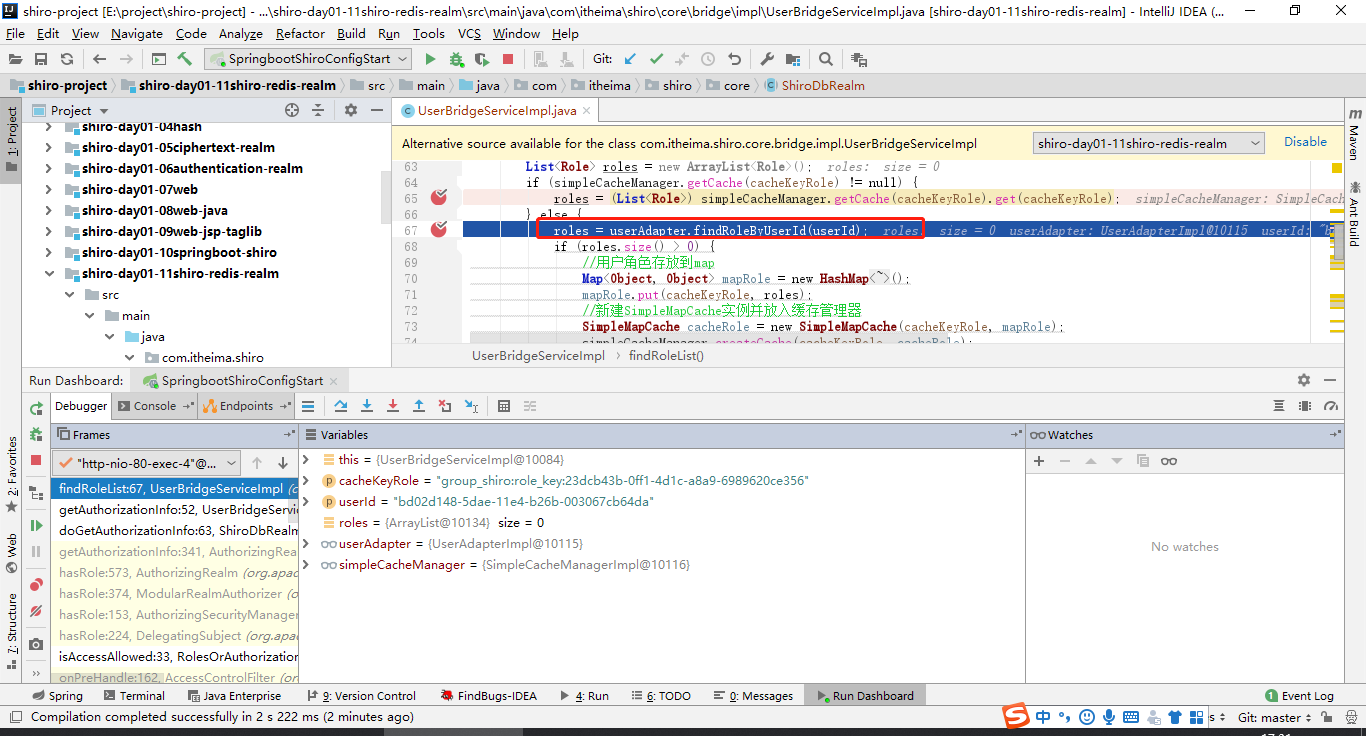 shiro-project [E:\project\shiro-project] - ...\shiro-day01-11shiro-redis-realm\src\main\java\com\itheima\shiro\core\bridge\impl\UserBridgeServiceImpl.java [shiro-day01-11shiro-redis-realm] - IntelliJ IDEA (...
File Edit View Navigate Code Analyze Refactor Build Run Tools VCS Window Help
SpringbootShiroConfigStart Git:
shiro-project shiro-day01-11shiro-redis-realm src main java com itheima shiro core bridge impl ShiroDbRealm
1: Project
Project
UserBridgeServiceImpl.java
Maven
Ant Build
Alternative source available for the class com.itheima.shiro.core.bridge.impl.UserBridgeServiceImpl shiro-day01-11shiro-redis-realm Disable
shiro-day01-04hash
shiro-day01-05ciphertext-realm
shiro-day01-06authentication-realm
shiro-day01-07web
shiro-day01-08web-java
shiro-day01-09web-jsp-taglib
shiro-day01-10springboot-shiro
shiro-day01-11shiro-redis-realm
src
main
java
com.itheima.shiro
63 List<Role> roles = new ArrayList<Role>(); roles: size = 0
64 if (simpleCacheManager.getCache(cacheKeyRole) != null) {
65 roles = (List<Role>) simpleCacheManager.getCache(cacheKeyRole).get(cacheKeyRole); simpleCacheManager: SimpleCach
66 } else {
67 roles = userAdapter.findRoleByUserId(userId); roles: size = 0 userAdapter: UserAdapterImpl@10115 userId: "b
68 if (roles.size() > 0) {
69 //用户角色存放到map
70 Map<Object, Object> mapRole = new HashMap<~>();
71 mapRole.put(cacheKeyRole, roles);
72 //新建SimpleMapCache实例并放入缓存管理器
73 SimpleMapCache cacheRole = new SimpleMapCache(cacheKeyRole, mapRole);
74 simpleCacheManager.createCache(cacheKeyRole, cacheRole);
UserBridgeServiceImpl › findRoleList()
Run Dashboard: SpringbootShiroConfigStart
Debugger Console Endpoints
Frames
Variables
Watches
"http-nio-80-exec-4"@...
findRoleList:67, UserBridgeServiceImpl (c
getAuthorizationInfo:52, UserBridgeServi
doGetAuthorizationInfo:63, ShiroDbRealm
getAuthorizationInfo:341, AuthorizingRea
hasRole:573, AuthorizingRealm (org.apac
hasRole:374, ModularRealmAuthorizer (or
hasRole:153, AuthorizingSecurityManager
hasRole:224, DelegatingSubject (org.apa
isAccessAllowed:33, RolesOrAuthorization
onPreHandle:162, AccessControlFilter (or
this = {UserBridgeServiceImpl@10084}
cacheKeyRole = "group_shiro:role_key:23dcb43b-0ff1-4d1c-a8a9-6989620ce356"
userId = "bd02d148-5dae-11e4-b26b-003067cb64da"
roles = {ArrayList@10134} size = 0
userAdapter = {UserAdapterImpl@10115}
simpleCacheManager = {SimpleCacheManagerImpl@10116}
No watches
2: Favorites
Web
Z: Structure
Spring Terminal Java Enterprise 9: Version Control FindBugs-IDEA 4: Run 6: TODO 0: Messages Run Dashboard 1 Event Log
Compilation completed successfully in 2 s 222 ms (2 minutes ago) S 中 s Git: master